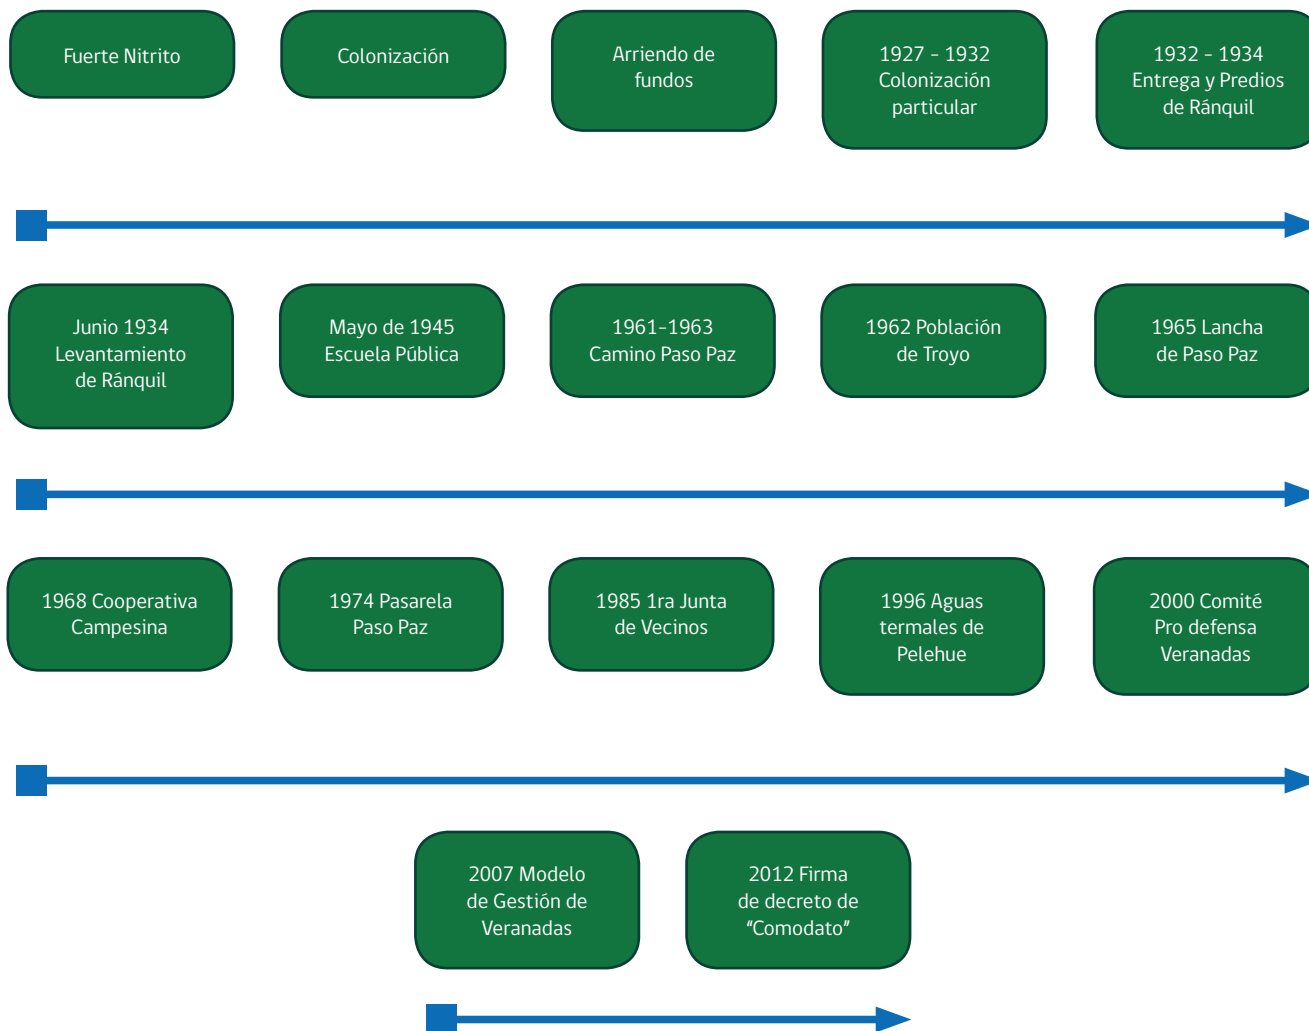 Fuerte Nitrito
Colonización
Arriendo de
fundos
1927 - 1932
Colonización
particular
1932 - 1934
Entrega y Predios
de Ránquil
Junio 1934
Levantamiento
de Ránquil
Mayo de 1945
Escuela Pública
1961-1963
Camino Paso Paz
1962 Población
de Troyo
1965 Lancha
de Paso Paz
1968 Cooperativa
Campesina
1974 Pasarela
Paso Paz
1985 1ra Junta
de Vecinos
1996 Aguas
termales de
Pelehue
2000 Comité
Pro defensa
Veranadas
2007 Modelo
de Gestión de
Veranadas
2012 Firma
de decreto de
“Comodato”